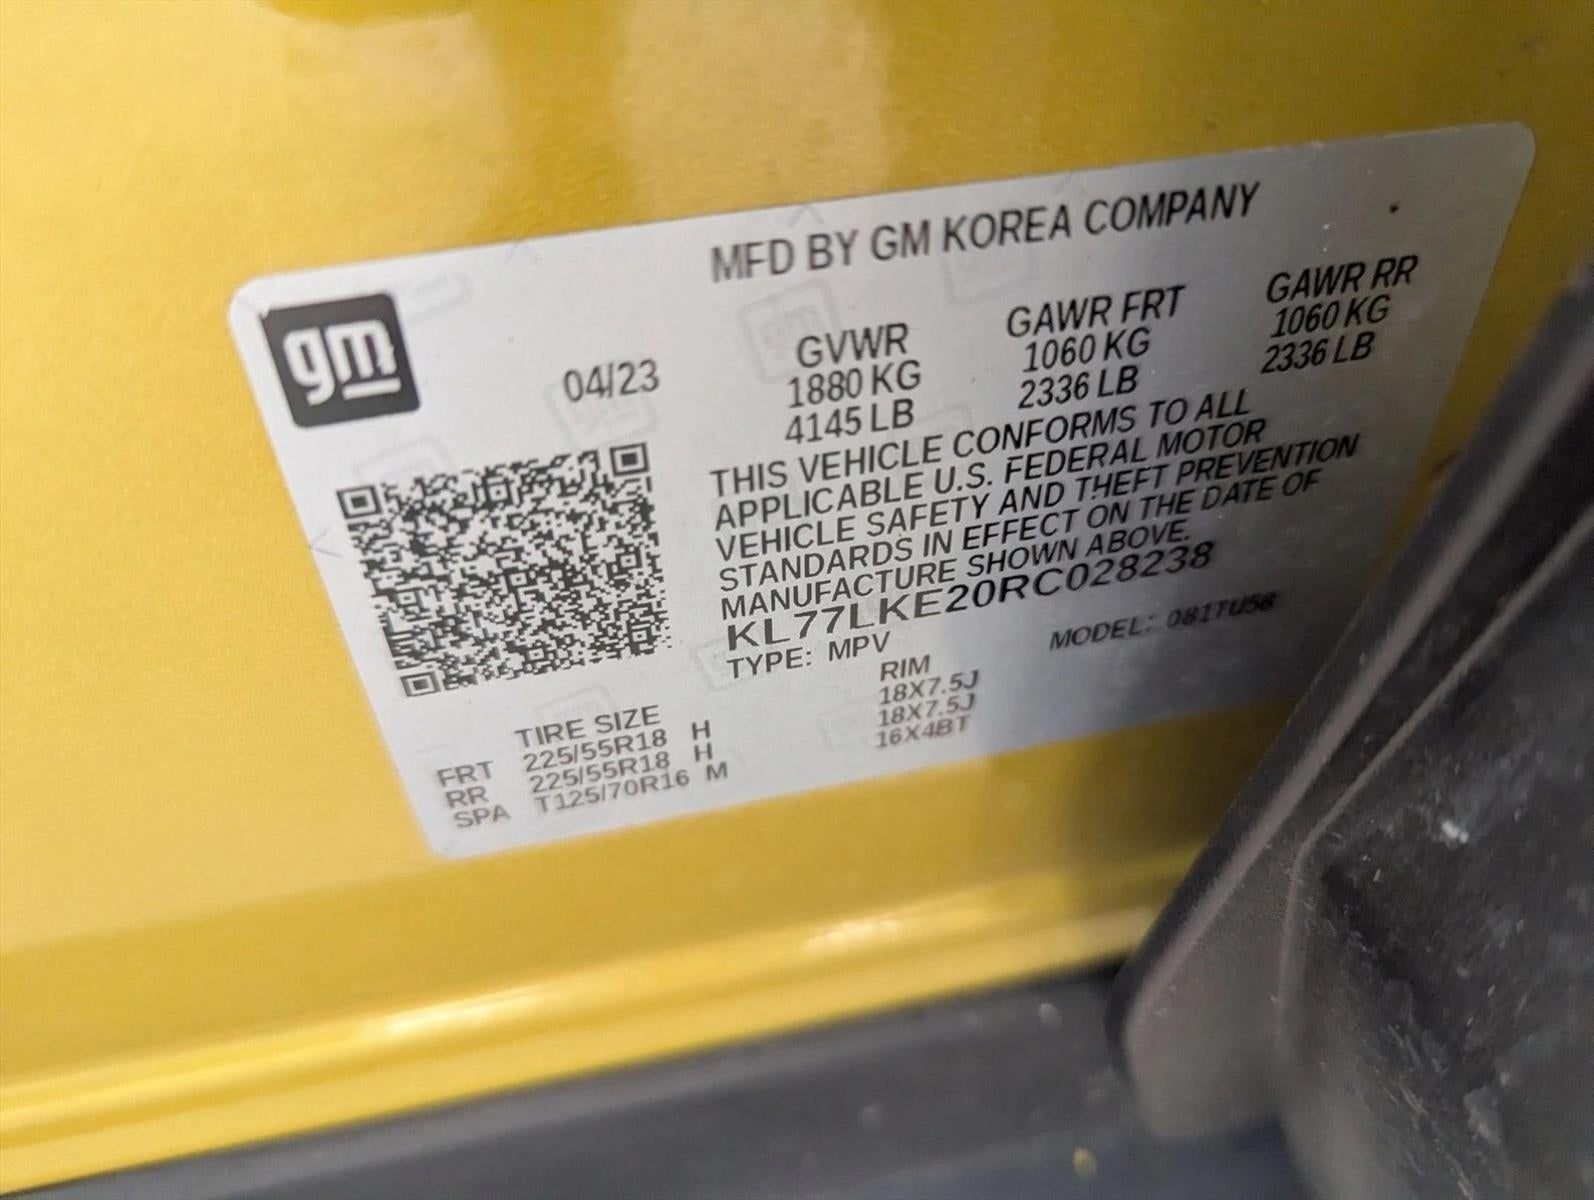 MFD BY GM KOREA COMPANY
gm
04/23
GVWR
1880 KG
4145 LB
GAWR FRT
1060 KG
2336 LB
GAWR RR
1060 KG
2336 LB
THIS VEHICLE CONFORMS TO ALL
APPLICABLE U.S. FEDERAL MOTOR
VEHICLE SAFETY AND THEFT PREVENTION
STANDARDS IN EFFECT ON THE DATE OF
MANUFACTURE SHOWN ABOVE.
KL77LKE20RC028238
TYPE: MPV MODEL: 081TU58
TIRE SIZE RIM
FRT 225/55R18 H 18X7.5J
RR 225/55R18 H 18X7.5J
SPA T125/70R16 M 16X4BT